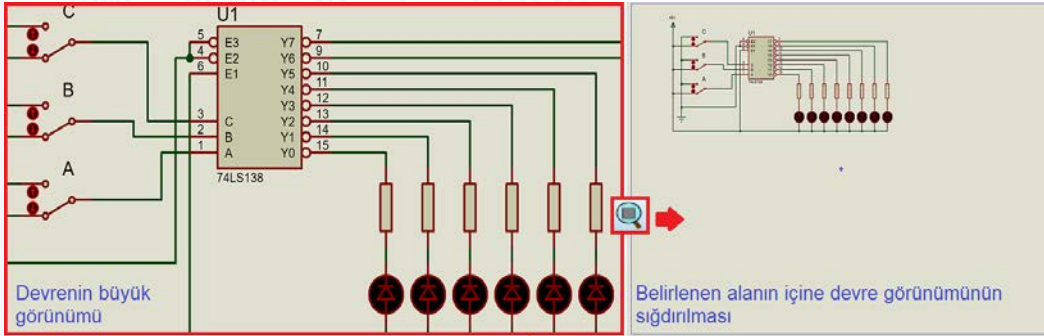 C
B
A
U1
5
4
6
3
2
1
E3
E2
E1
C
B
A
Y7
Y6
Y5
Y4
Y3
Y2
Y1
Y0
7
9
10
11
12
13
14
15
74LS138
Devrenin büyük
görünümü
C
B
A
U1
Belirlenen alanın içine devre görünümünün
sığdırılması